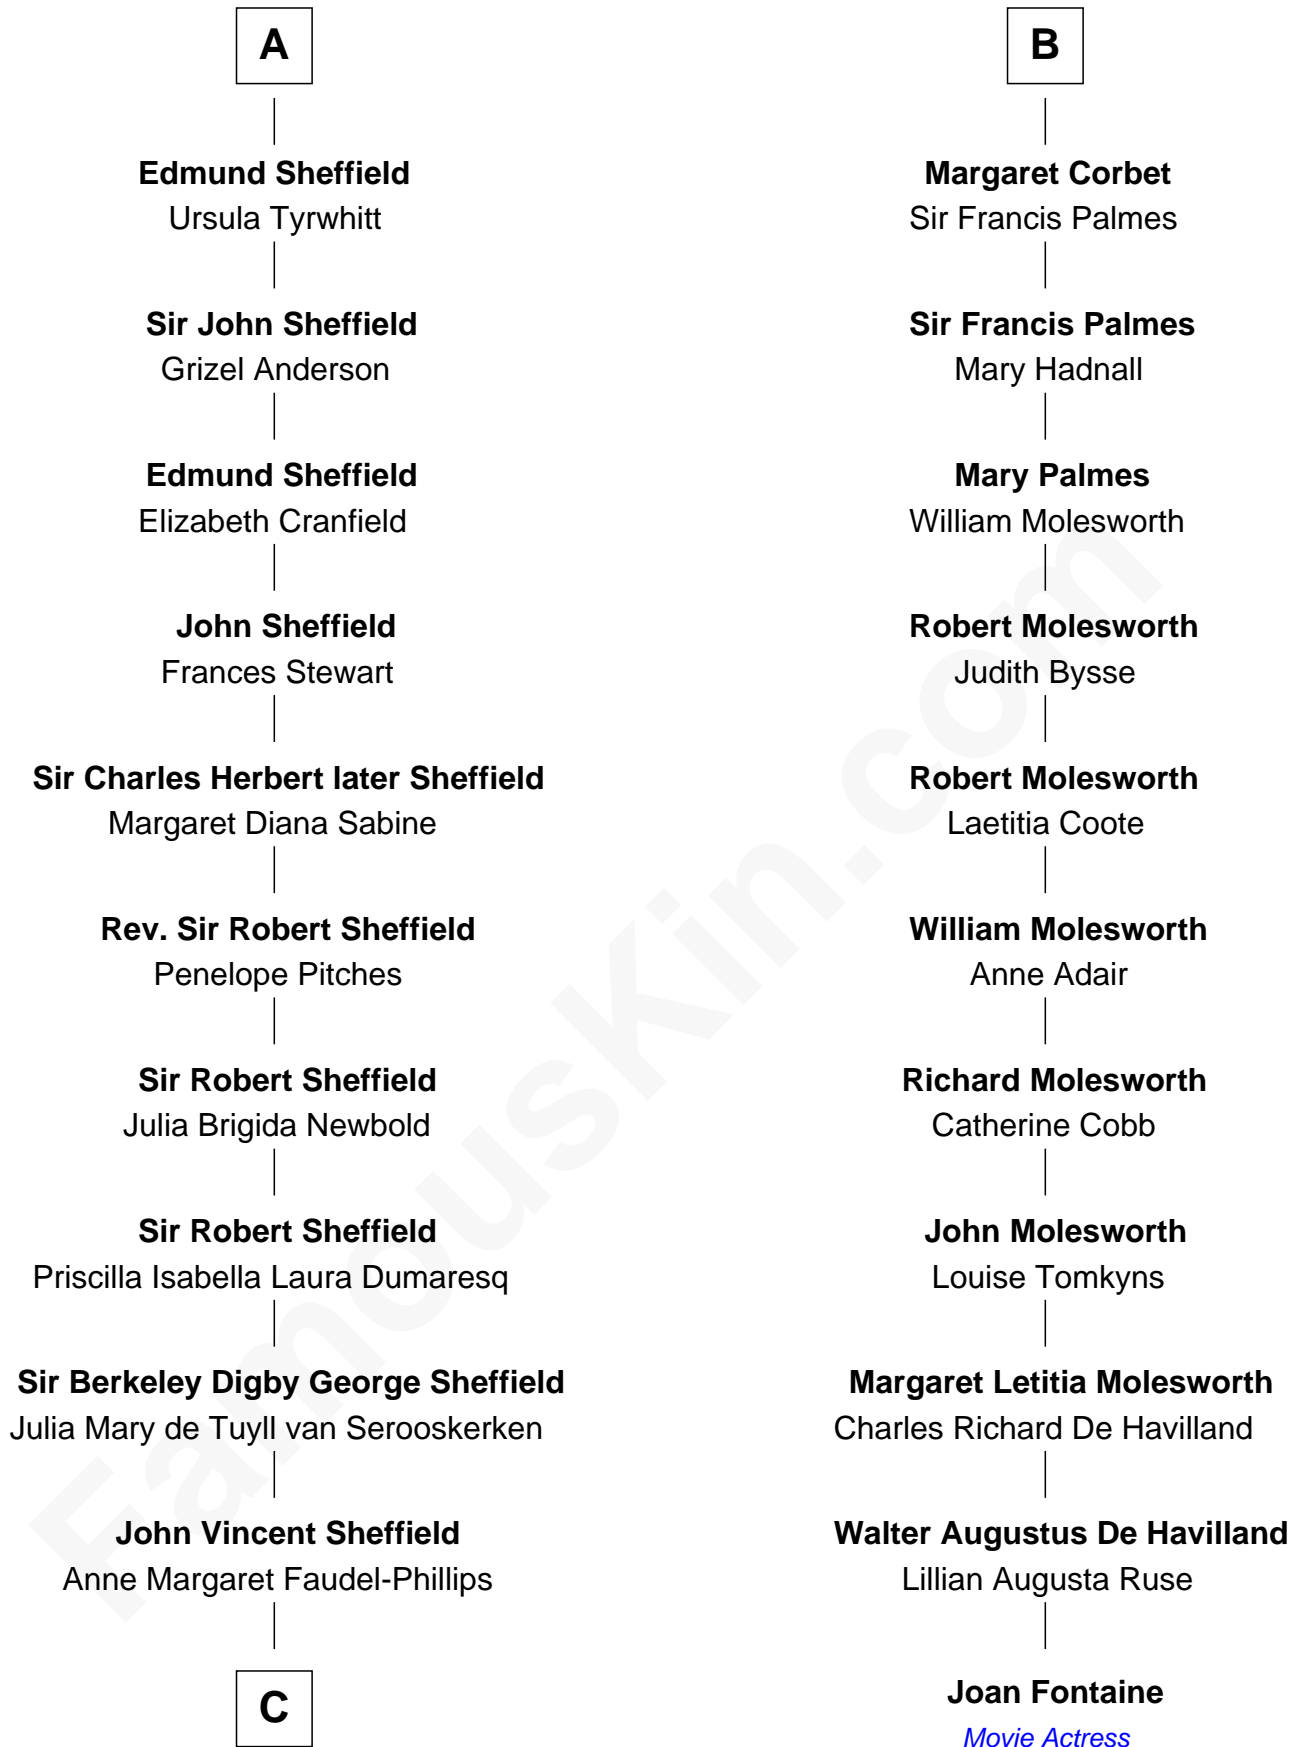 A
Edmund Sheffield
Ursula Tyrwhitt
Sir John Sheffield
Grizel Anderson
Edmund Sheffield
Elizabeth Cranfield
John Sheffield
Frances Stewart
Sir Charles Herbert later Sheffield
Margaret Diana Sabine
Rev. Sir Robert Sheffield
Penelope Pitches
Sir Robert Sheffield
Julia Brigida Newbold
Sir Robert Sheffield
Priscilla Isabella Laura Dumaresq
Sir Berkeley Digby George Sheffield
Julia Mary de Tuyll van Serooskerken
John Vincent Sheffield
Anne Margaret Faudel-Phillips
C
B
Margaret Corbet
Sir Francis Palmes
Sir Francis Palmes
Mary Hadnall
Mary Palmes
William Molesworth
Robert Molesworth
Judith Bysse
Robert Molesworth
Laetitia Coote
William Molesworth
Anne Adair
Richard Molesworth
Catherine Cobb
John Molesworth
Louise Tomkyns
Margaret Letitia Molesworth
Charles Richard De Havilland
Walter Augustus De Havilland
Lillian Augusta Ruse
Joan Fontaine
Movie Actress
FamousKin.com